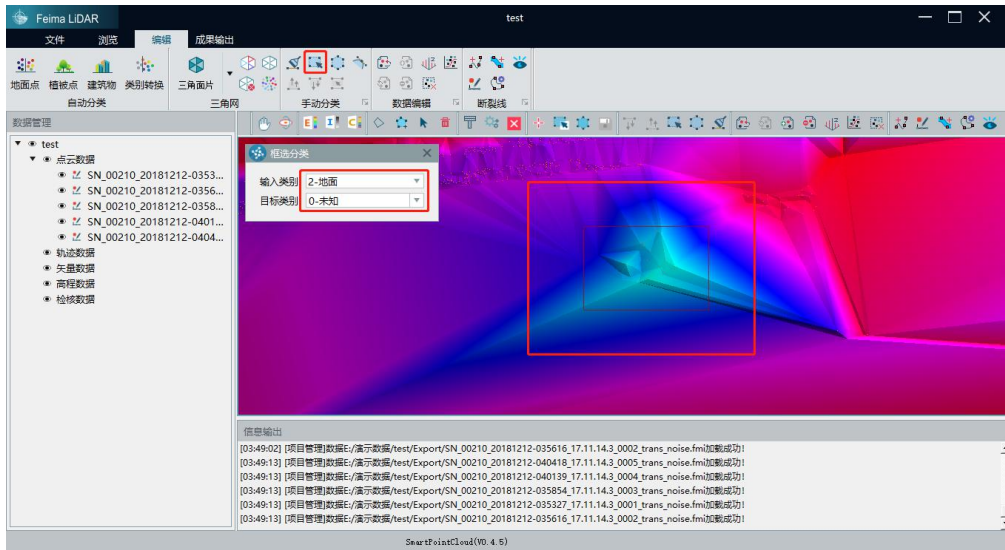 Feima LiDAR
test
文件 浏览 编辑 成果输出
地面点 植被点 建筑物 类别转换 三角面片
自动分类 三角网 手动分类 数据编辑 断裂线
数据管理
test
点云数据
SN_00210_20181212-0353...
SN_00210_20181212-0356...
SN_00210_20181212-0358...
SN_00210_20181212-0401...
SN_00210_20181212-0404...
轨迹数据
矢量数据
高程数据
检核数据
框选分类
输入类别 2-地面
目标类别 0-未知
信息输出
[03:49:02] [项目管理]数据E:/演示数据/test/Export/SN_00210_20181212-035616_17.11.14.3_0002_trans_noise.fmi加载成功!
[03:49:13] [项目管理]数据E:/演示数据/test/Export/SN_00210_20181212-040418_17.11.14.3_0005_trans_noise.fmi加载成功!
[03:49:13] [项目管理]数据E:/演示数据/test/Export/SN_00210_20181212-040139_17.11.14.3_0004_trans_noise.fmi加载成功!
[03:49:13] [项目管理]数据E:/演示数据/test/Export/SN_00210_20181212-035854_17.11.14.3_0003_trans_noise.fmi加载成功!
[03:49:13] [项目管理]数据E:/演示数据/test/Export/SN_00210_20181212-035327_17.11.14.3_0001_trans_noise.fmi加载成功!
[03:49:13] [项目管理]数据E:/演示数据/test/Export/SN_00210_20181212-035616_17.11.14.3_0002_trans_noise.fmi加载成功!
SmartPointCloud(V0.4.5)